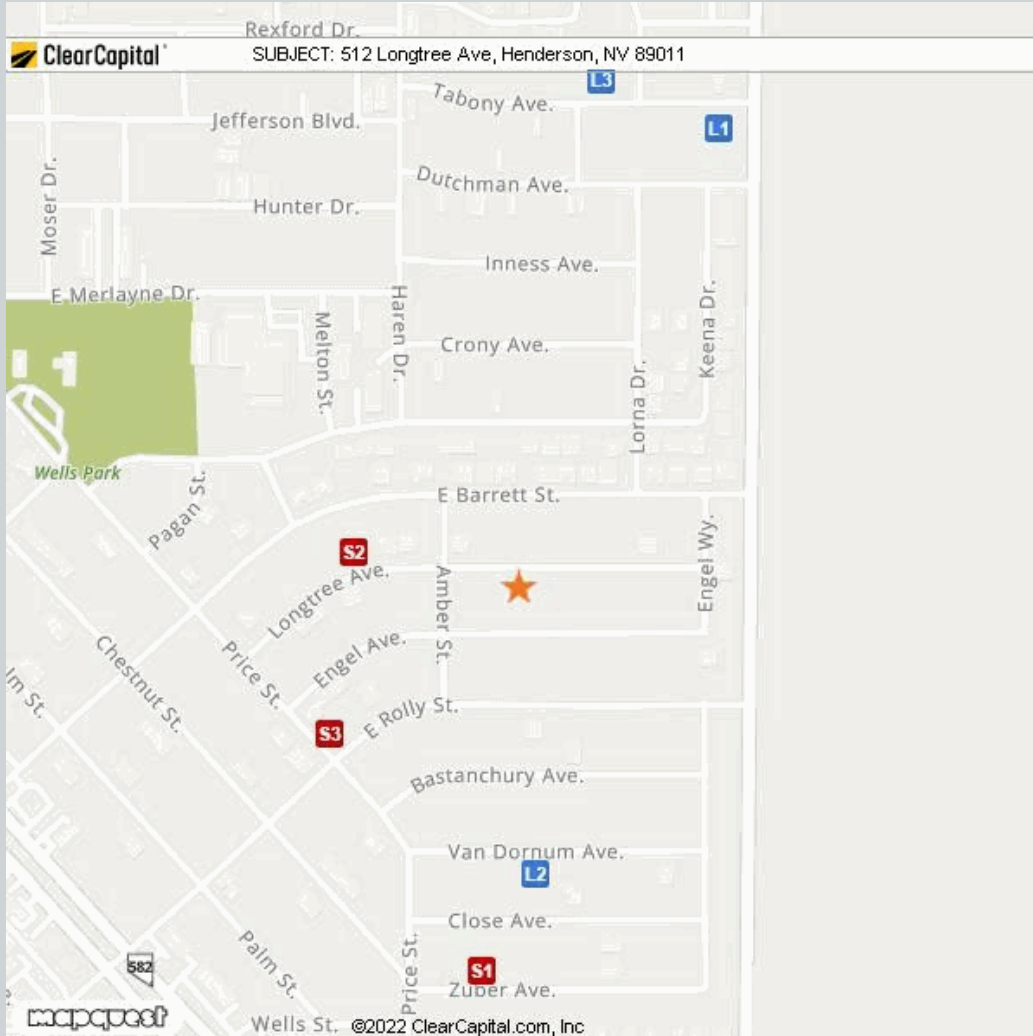 Rexford Dr.
ClearCapital
SUBJECT: 512 Longtree Ave, Henderson, NV 89011
L3
Tabony Ave.
Jefferson Blvd.
L1
Moser Dr.
Dutchman Ave.
Hunter Dr.
Inness Ave.
E Merlayne Dr.
Haren Dr.
Melton St.
Keena Dr.
Crony Ave.
Lorna Dr.
Wells Park
Pagan St.
E Barrett St.
S2
Longtree Ave.
Amber St.
Engel Wy.
Engel Ave.
Price St.
Chestnut St.
lm St.
S3
E Rolly St.
Bastanchury Ave.
Van Dornum Ave.
L2
Close Ave.
Palm St.
Price St.
582
S1
Zuber Ave.
mapquest
Wells St.
©2022 ClearCapital.com, Inc